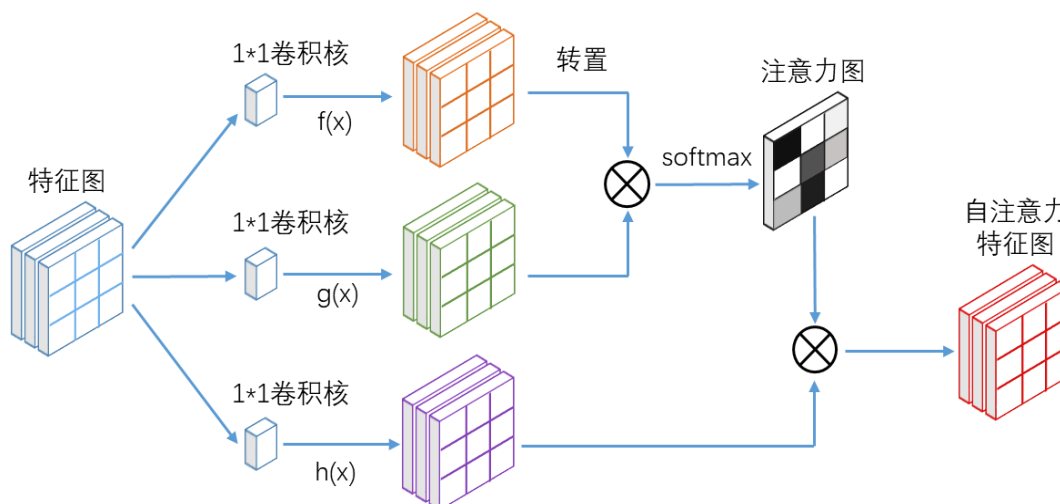 1*1卷积核
转置
注意力图
f(x)
softmax
特征图
1*1卷积核
自注意力
特征图
g(x)
1*1卷积核
h(x)